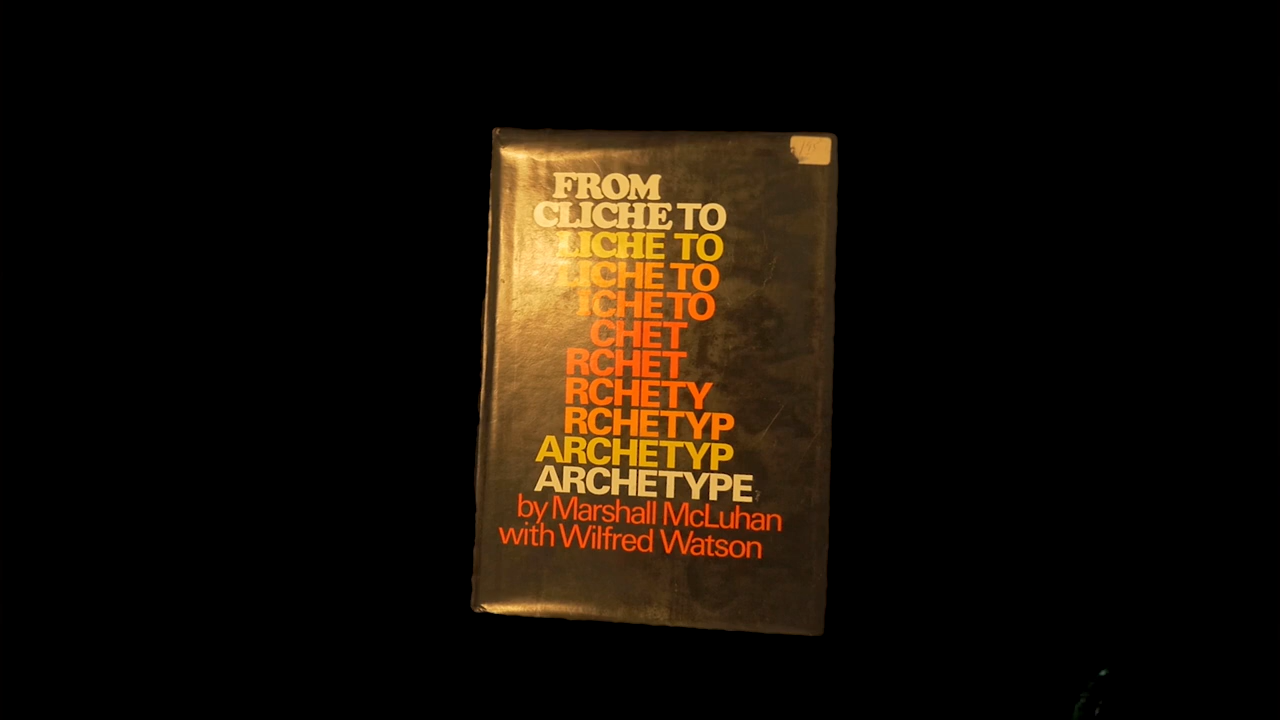 FROM
CLICHE TO
LICHE TO
LICHE TO
ICHE TO
CHET
RCHET
RCHETY
RCHETYP
ARCHETYP
ARCHETYPE
by Marshall McLuhan
with Wilfred Watson